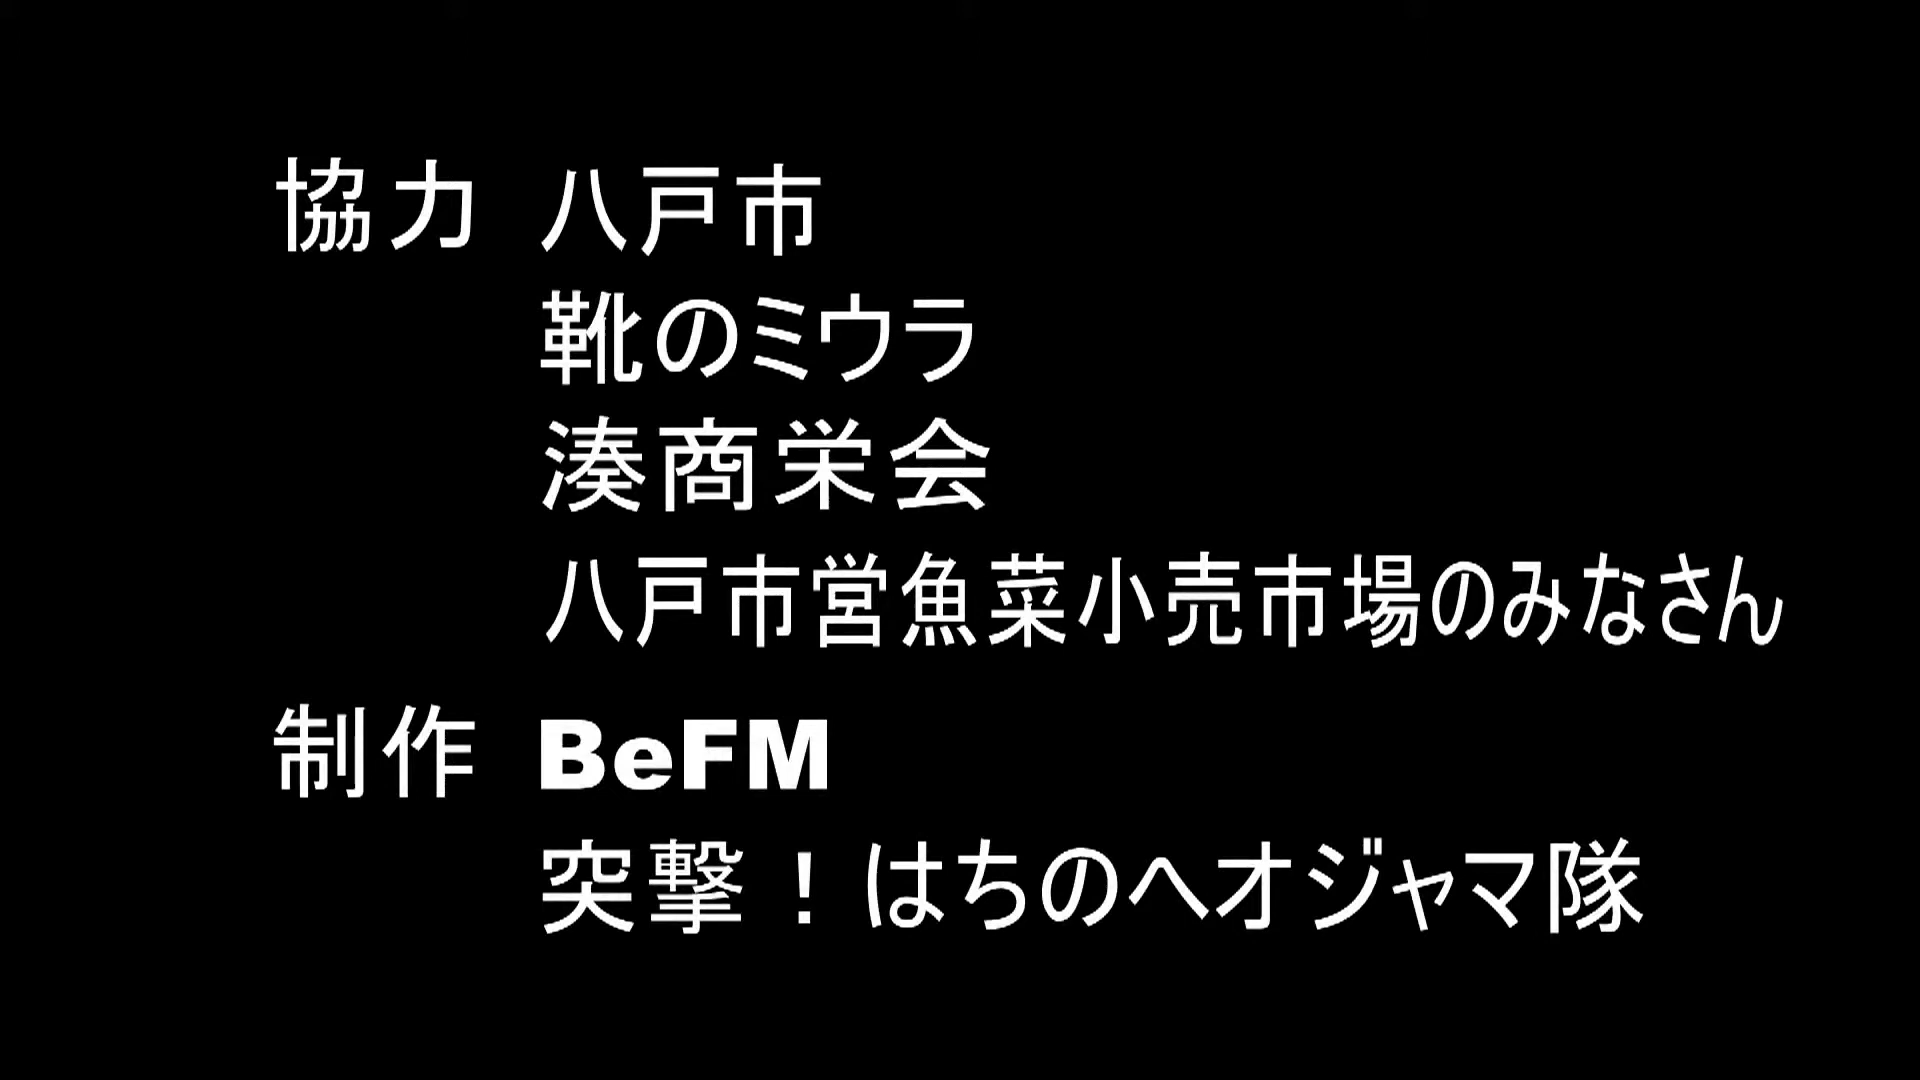 協力 八戸市
靴のミウラ
湊商栄会
八戸市営魚菜小売市場のみなさん
制作 BeFM
突撃！はちのへオジャマ隊